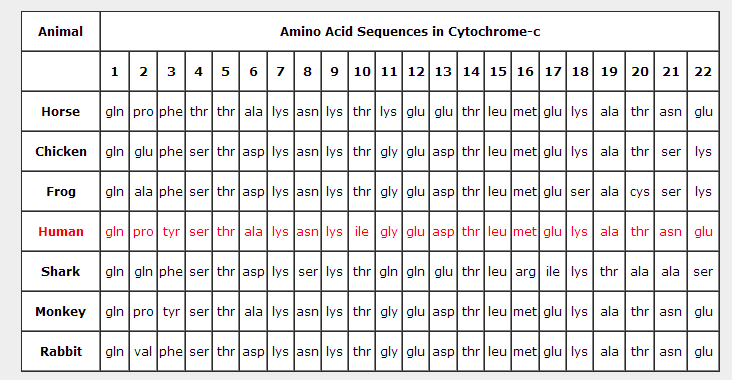 Animal Amino Acid Sequences in Cytochrome-c
1 2 3 4 5 6 7 8 9 10 11 12 13 14 15 16 17 18 19 20 21 22
Horse gln pro phe thr thr ala lys asn lys thr lys glu glu thr leu met glu lys ala thr asn glu
Chicken gln glu phe ser thr asp lys asn lys thr gly glu asp thr leu met glu lys ala thr ser lys
Frog gln ala phe ser thr asp lys asn lys thr gly glu asp thr leu met glu ser ala cys ser lys
Human gln pro tyr ser thr ala lys asn lys ile gly glu asp thr leu met glu lys ala thr asn glu
Shark gln gln phe ser thr asp lys ser lys thr gln gln glu thr leu arg ile lys thr ala ala ser
Monkey gln pro tyr ser thr ala lys asn lys thr gly glu asp thr leu met glu lys ala thr asn glu
Rabbit gln val phe ser thr asp lys asn lys thr gly glu asp thr leu met glu lys ala thr asn glu